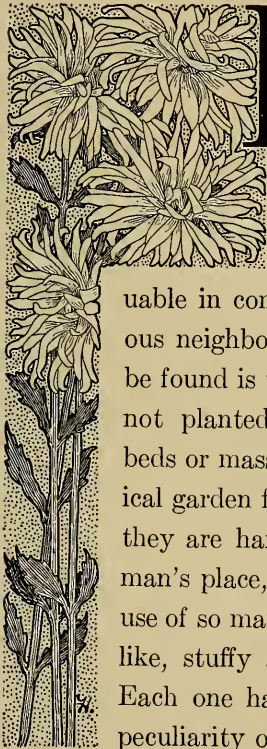 uable in con
ous neighbo
be found is
not planted
beds or mass
ical garden f
they are har
man's place,
use of so ma
like, stuffy
Each one ha
peculiarity o